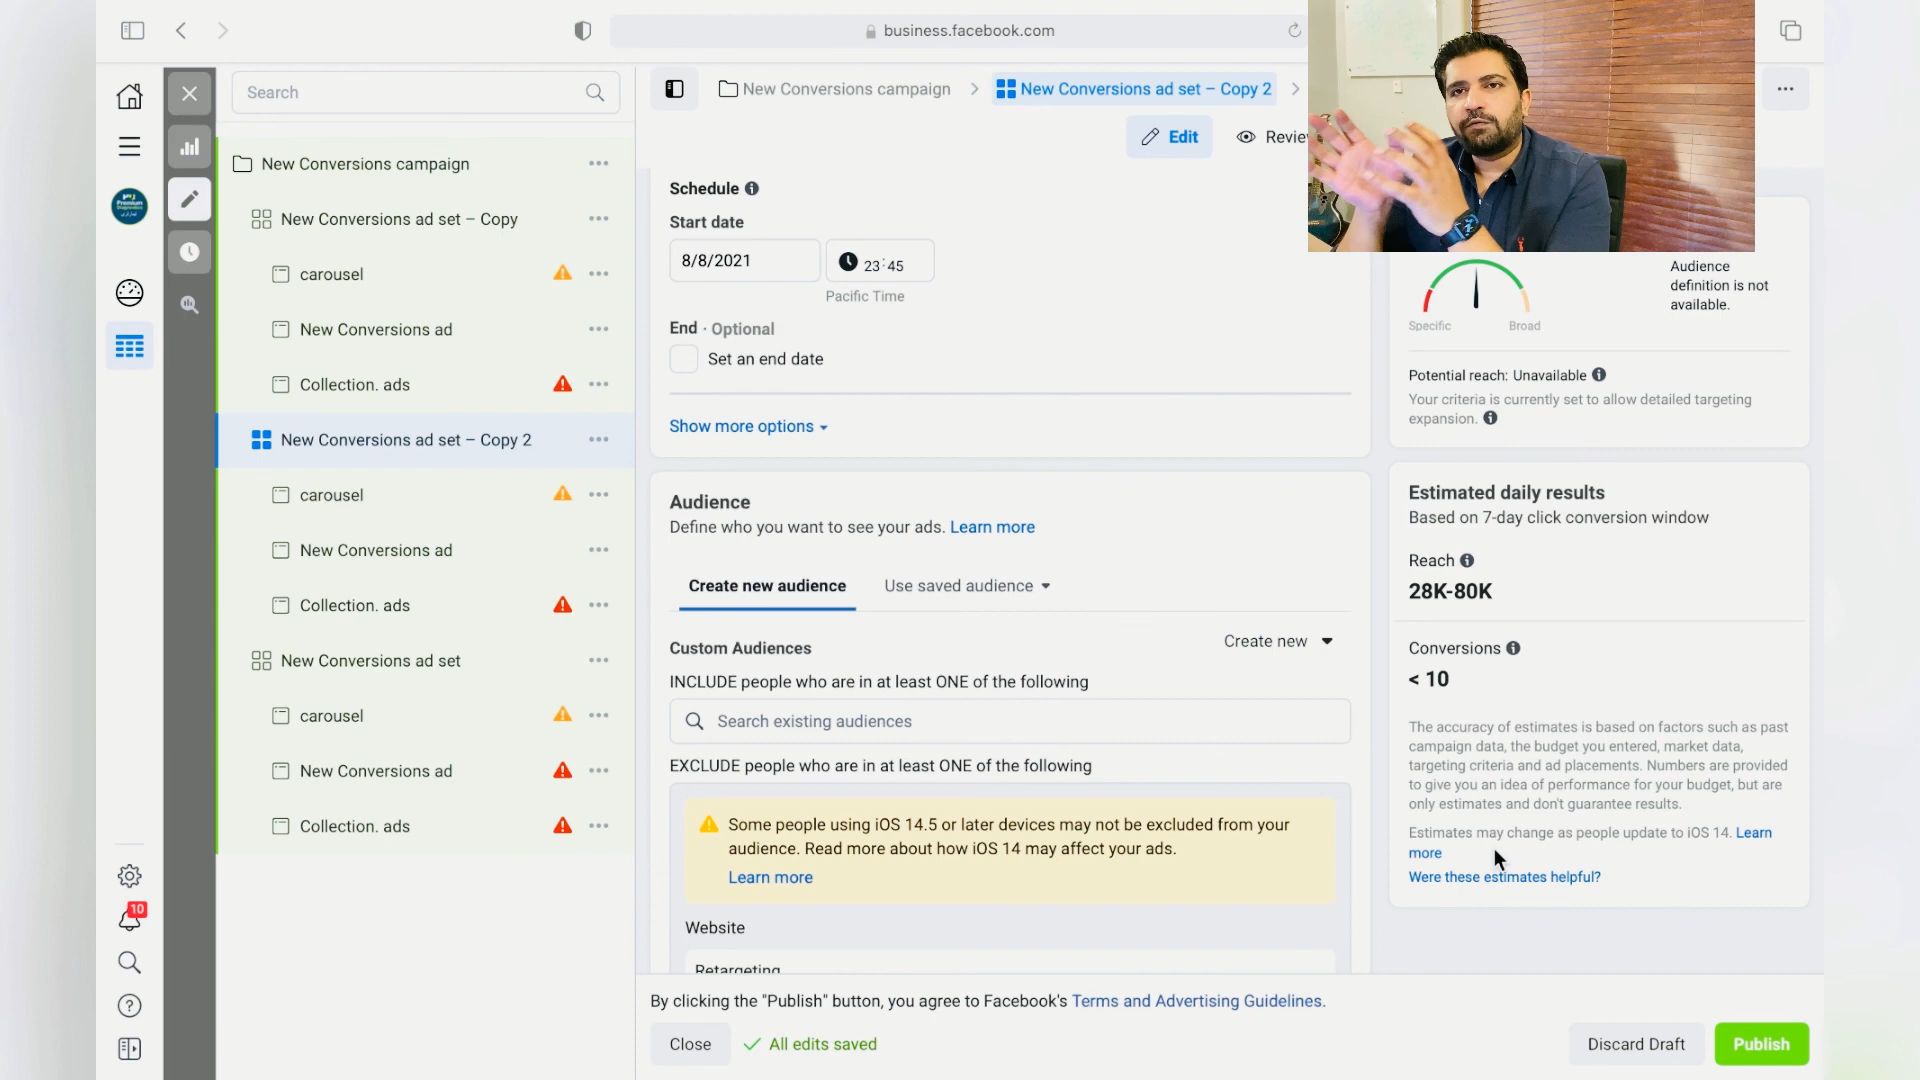 business.facebook.com
Search
New Conversions campaign
New Conversions ad set – Copy 2
Edit
Revie
New Conversions campaign
New Conversions ad set – Copy
carousel
New Conversions ad
Collection. ads
New Conversions ad set – Copy 2
carousel
New Conversions ad
Collection. ads
New Conversions ad set
carousel
New Conversions ad
Collection. ads
10
Premium
Schedule
Start date
8/8/2021
23:45
Pacific Time
End · Optional
Set an end date
Show more options
Audience
Define who you want to see your ads. Learn more
Create new audience
Use saved audience
Custom Audiences
Create new
INCLUDE people who are in at least ONE of the following
Search existing audiences
EXCLUDE people who are in at least ONE of the following
Some people using iOS 14.5 or later devices may not be excluded from your
audience. Read more about how iOS 14 may affect your ads.
Learn more
Website
Retargeting
Audience
definition is not
available.
Specific
Broad
Potential reach: Unavailable
Your criteria is currently set to allow detailed targeting
expansion.
Estimated daily results
Based on 7-day click conversion window
Reach
28K-80K
Conversions
< 10
The accuracy of estimates is based on factors such as past
campaign data, the budget you entered, market data,
targeting criteria and ad placements. Numbers are provided
to give you an idea of performance for your budget, but are
only estimates and don't guarantee results.
Estimates may change as people update to iOS 14. Learn
more
Were these estimates helpful?
By clicking the "Publish" button, you agree to Facebook's Terms and Advertising Guidelines.
Close
All edits saved
Discard Draft
Publish